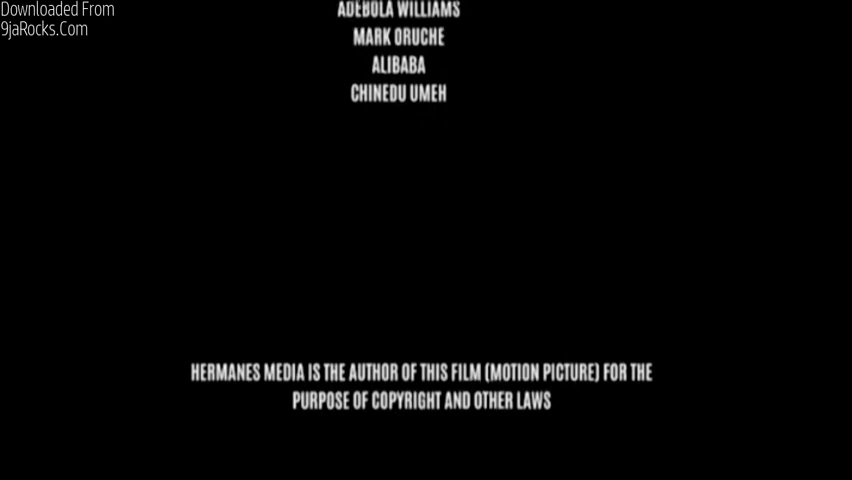 Downloaded From
9jaRocks.Com
ADEBOLA WILLIAMS
MARK ORUCHE
ALIBABA
CHINEDU UMEH
HERMANES MEDIA IS THE AUTHOR OF THIS FILM (MOTION PICTURE) FOR THE
PURPOSE OF COPYRIGHT AND OTHER LAWS